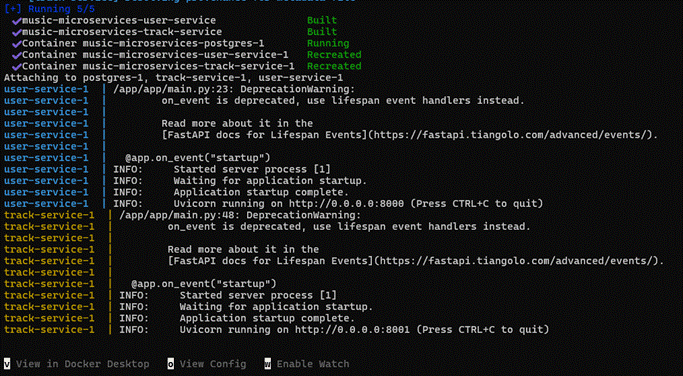 [+] Running 5/5
✔music-microservices-user-service Built
✔music-microservices-track-service Built
✔Container music-microservices-postgres-1 Running
✔Container music-microservices-user-service-1 Recreated
✔Container music-microservices-track-service-1 Recreated
Attaching to postgres-1, track-service-1, user-service-1
user-service-1 | /app/app/main.py:23: DeprecationWarning:
user-service-1 | on_event is deprecated, use lifespan event handlers instead.
user-service-1 |
user-service-1 | Read more about it in the
user-service-1 | [FastAPI docs for Lifespan Events](https://fastapi.tiangolo.com/advanced/events/).
user-service-1 |
user-service-1 | @app.on_event("startup")
user-service-1 | INFO: Started server process [1]
user-service-1 | INFO: Waiting for application startup.
user-service-1 | INFO: Application startup complete.
user-service-1 | INFO: Uvicorn running on http://0.0.0.0:8000 (Press CTRL+C to quit)
track-service-1 | /app/app/main.py:48: DeprecationWarning:
track-service-1 | on_event is deprecated, use lifespan event handlers instead.
track-service-1 |
track-service-1 | Read more about it in the
track-service-1 | [FastAPI docs for Lifespan Events](https://fastapi.tiangolo.com/advanced/events/).
track-service-1 |
track-service-1 | @app.on_event("startup")
track-service-1 | INFO: Started server process [1]
track-service-1 | INFO: Waiting for application startup.
track-service-1 | INFO: Application startup complete.
track-service-1 | INFO: Uvicorn running on http://0.0.0.0:8001 (Press CTRL+C to quit)
v View in Docker Desktop o View Config w Enable Watch